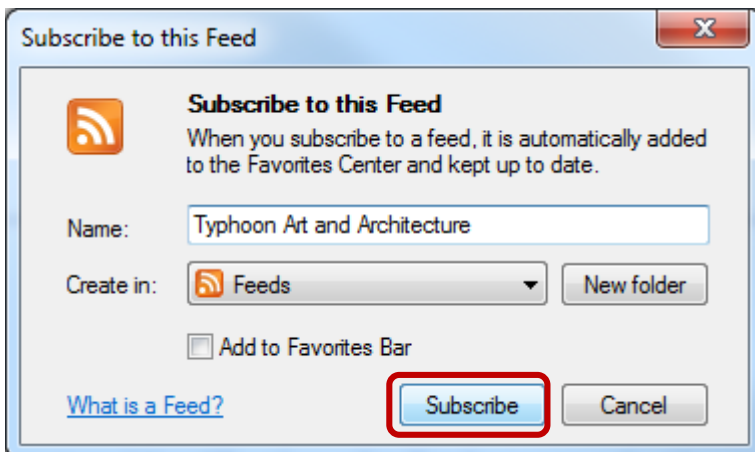 Subscribe to this Feed
Subscribe to this Feed
When you subscribe to a feed, it is automatically added
to the Favorites Center and kept up to date.
Name: Typhoon Art and Architecture
Create in: Feeds New folder
Add to Favorites Bar
What is a Feed? Subscribe Cancel